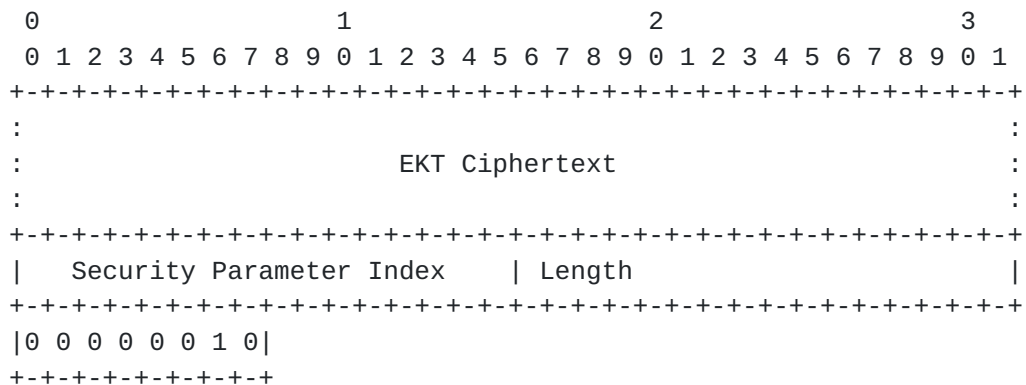 0                   1                   2                   3
0 1 2 3 4 5 6 7 8 9 0 1 2 3 4 5 6 7 8 9 0 1 2 3 4 5 6 7 8 9 0 1
+-+-+-+-+-+-+-+-+-+-+-+-+-+-+-+-+-+-+-+-+-+-+-+-+-+-+-+-+-+-+-+-+
:                                                               :
:                        EKT Ciphertext                         :
:                                                               :
+-+-+-+-+-+-+-+-+-+-+-+-+-+-+-+-+-+-+-+-+-+-+-+-+-+-+-+-+-+-+-+-+
|   Security Parameter Index    | Length                        |
+-+-+-+-+-+-+-+-+-+-+-+-+-+-+-+-+-+-+-+-+-+-+-+-+-+-+-+-+-+-+-+-+
|0 0 0 0 0 0 1 0|
+-+-+-+-+-+-+-+-+